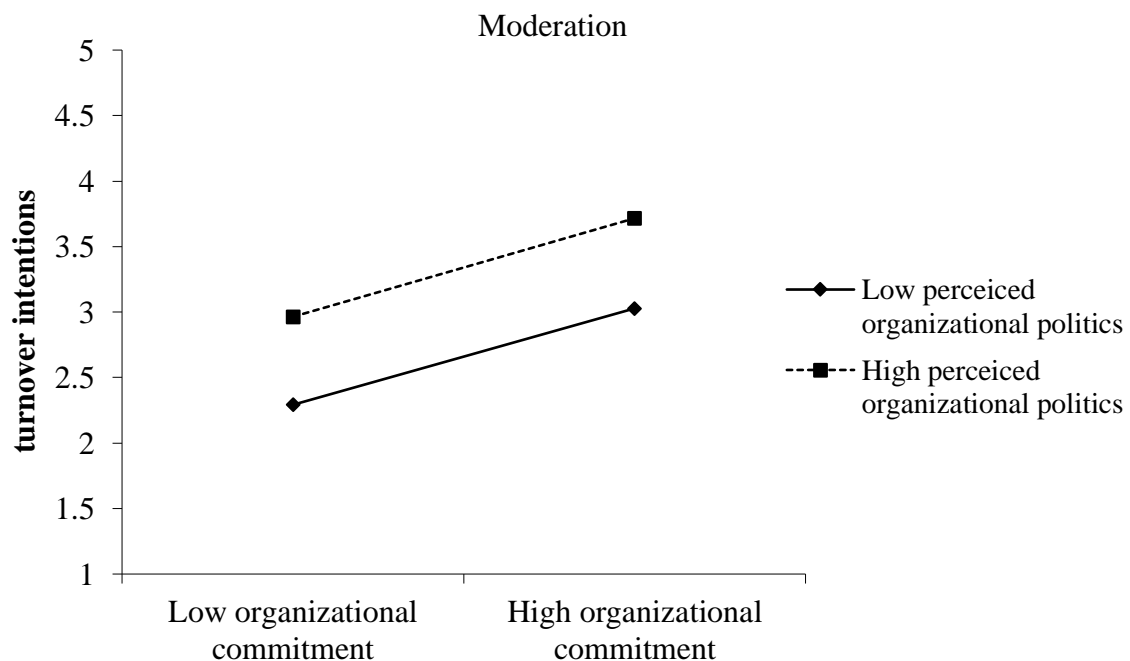 Moderation
5
4.5
4
3.5
3
2.5
2
1.5
1
turnover intentions
Low organizational
commitment
High organizational
commitment
Low perceiced
organizational politics
High perceiced
organizational politics